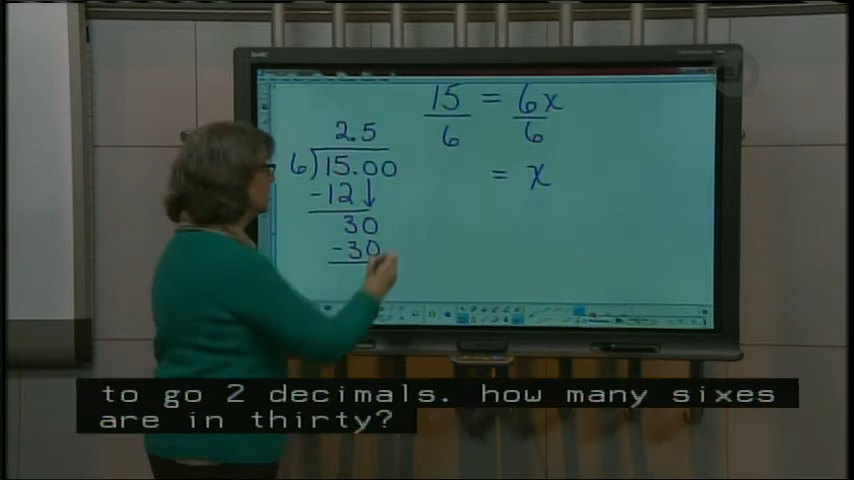 15 = 6x
6 6
= x
2.5
6)15.00
-12↓
30
-30
to go 2 decimals. how many sixes
are in thirty?